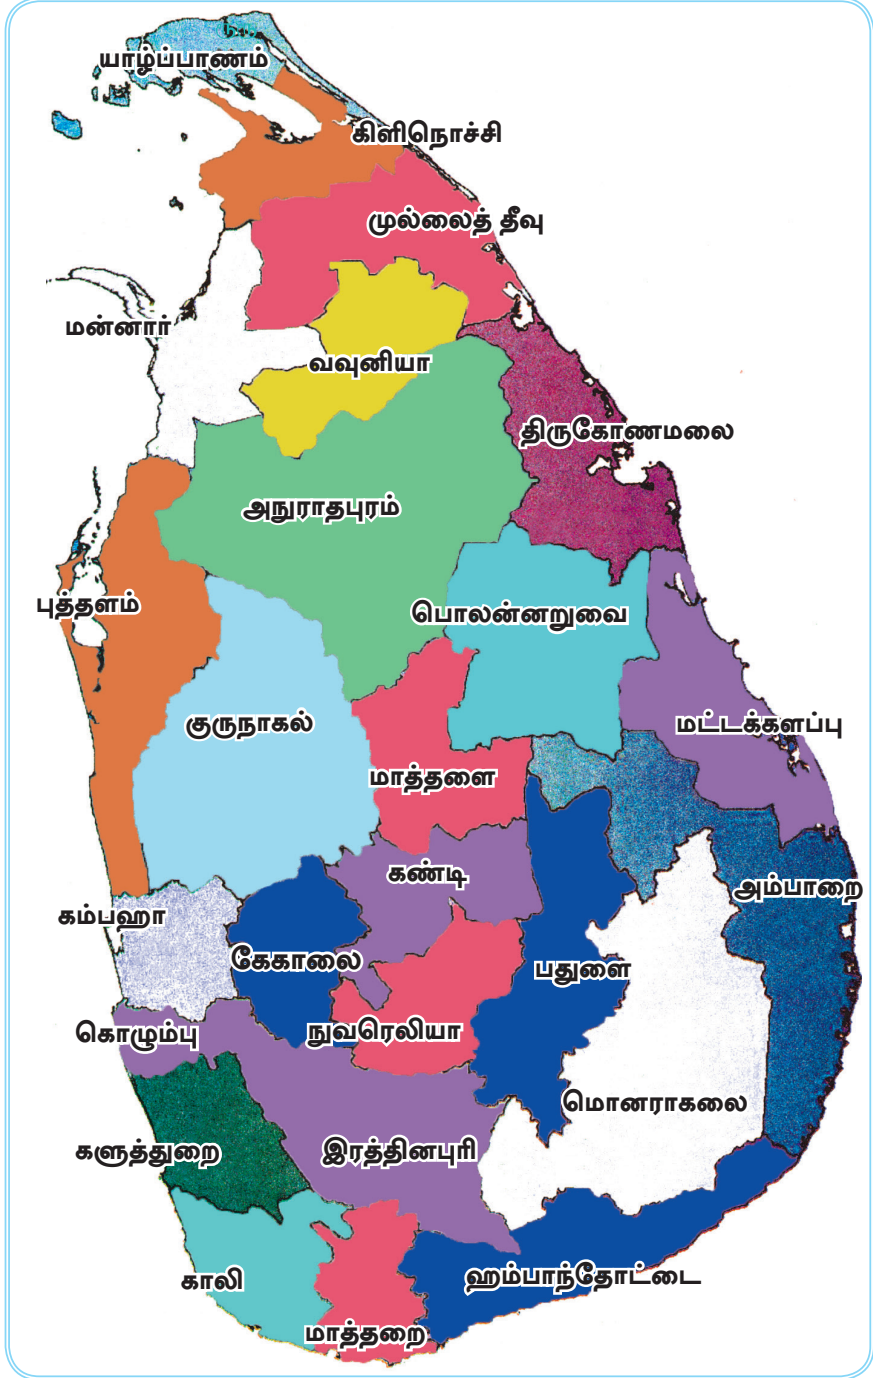 யாழ்ப்பாணம்
கிளிநொச்சி
முல்லைத் தீவு
மன்னார்
வவுனியா
திருகோணமலை
அநுராதபுரம்
புத்தளம்
பொலன்னறுவை
குருநாகல்
மட்டக்களப்பு
மாத்தளை
கண்டி
அம்பாறை
கம்பஹா
கேகாலை
பதுளை
கொழும்பு
நுவரெலியா
மொனராகலை
களுத்துறை
இரத்தினபுரி
காலி
ஹம்பாந்தோட்டை
மாத்தறை